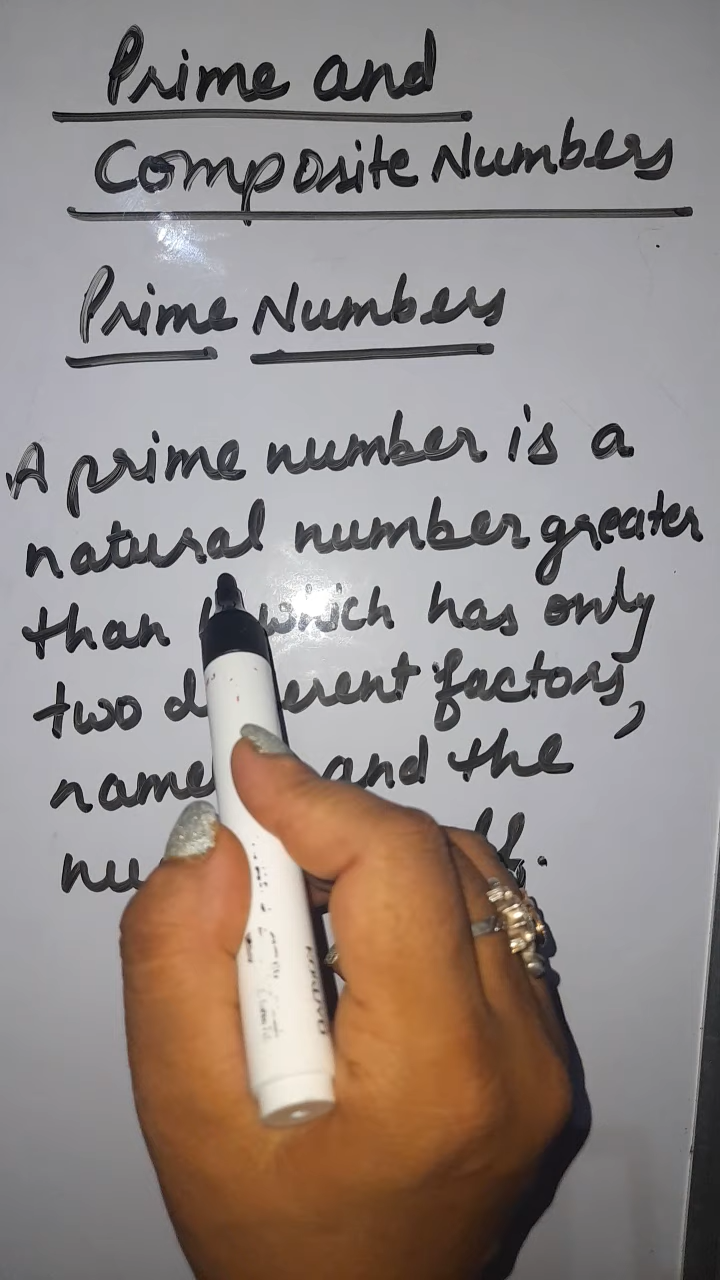 Prime and
Composite Numbers
Prime Numbers
A prime number is a
natural number greater
than which has only
two factors,
and the